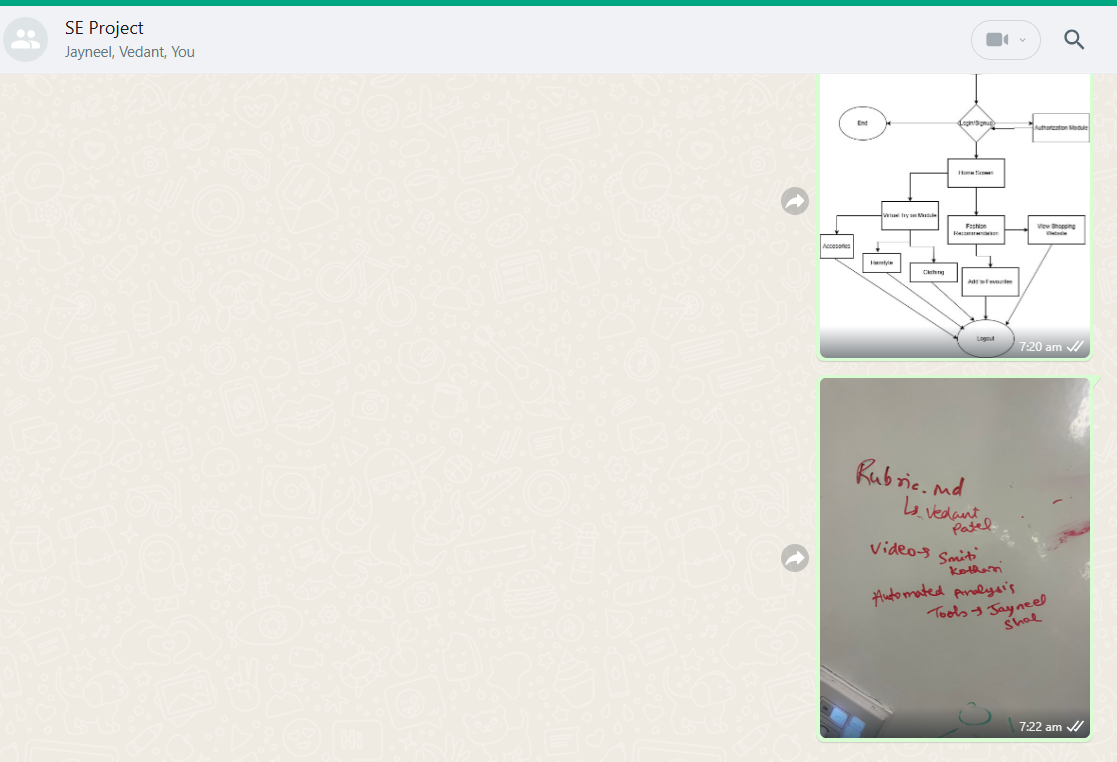 SE Project
Jayneel, Vedant, You
End
Login/Signup
Authorization Module
Home Screen
Virtual Try on Module
Fashion
Recommendation
View Shopping
Website
Accesories
Hairstyle
Clothing
Add to Favourites
Logout
7:20 am
Rubric.md
↳ Vedant
Patel
Video → Smiti
Kothari
Automated Analysis
Tools → Jayneel
Shah
7:22 am